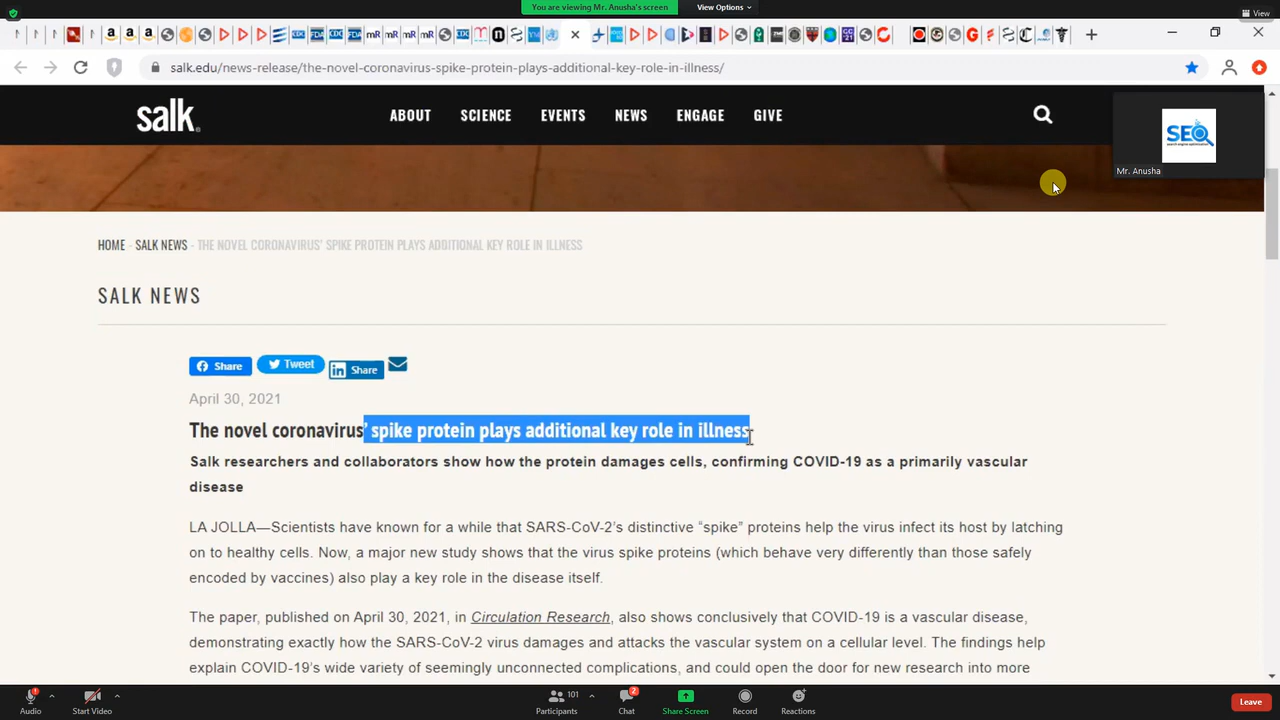 You are viewing Mr. Anusha's screen
View Options
View
salk.edu/news-release/the-novel-coronavirus-spike-protein-plays-additional-key-role-in-illness/
salk
ABOUT
SCIENCE
EVENTS
NEWS
ENGAGE
GIVE
SEO
Mr. Anusha
HOME - SALK NEWS - THE NOVEL CORONAVIRUS' SPIKE PROTEIN PLAYS ADDITIONAL KEY ROLE IN ILLNESS
SALK NEWS
Share
Tweet
in Share
April 30, 2021
The novel coronavirus' spike protein plays additional key role in illness
Salk researchers and collaborators show how the protein damages cells, confirming COVID-19 as a primarily vascular
disease
LA JOLLA—Scientists have known for a while that SARS-CoV-2's distinctive “spike” proteins help the virus infect its host by latching
on to healthy cells. Now, a major new study shows that the virus spike proteins (which behave very differently than those safely
encoded by vaccines) also play a key role in the disease itself.
The paper, published on April 30, 2021, in Circulation Research, also shows conclusively that COVID-19 is a vascular disease,
demonstrating exactly how the SARS-CoV-2 virus damages and attacks the vascular system on a cellular level. The findings help
explain COVID-19's wide variety of seemingly unconnected complications, and could open the door for new research into more
Audio
Start Video
101
Participants
2
Chat
Share Screen
Record
Reactions
Leave